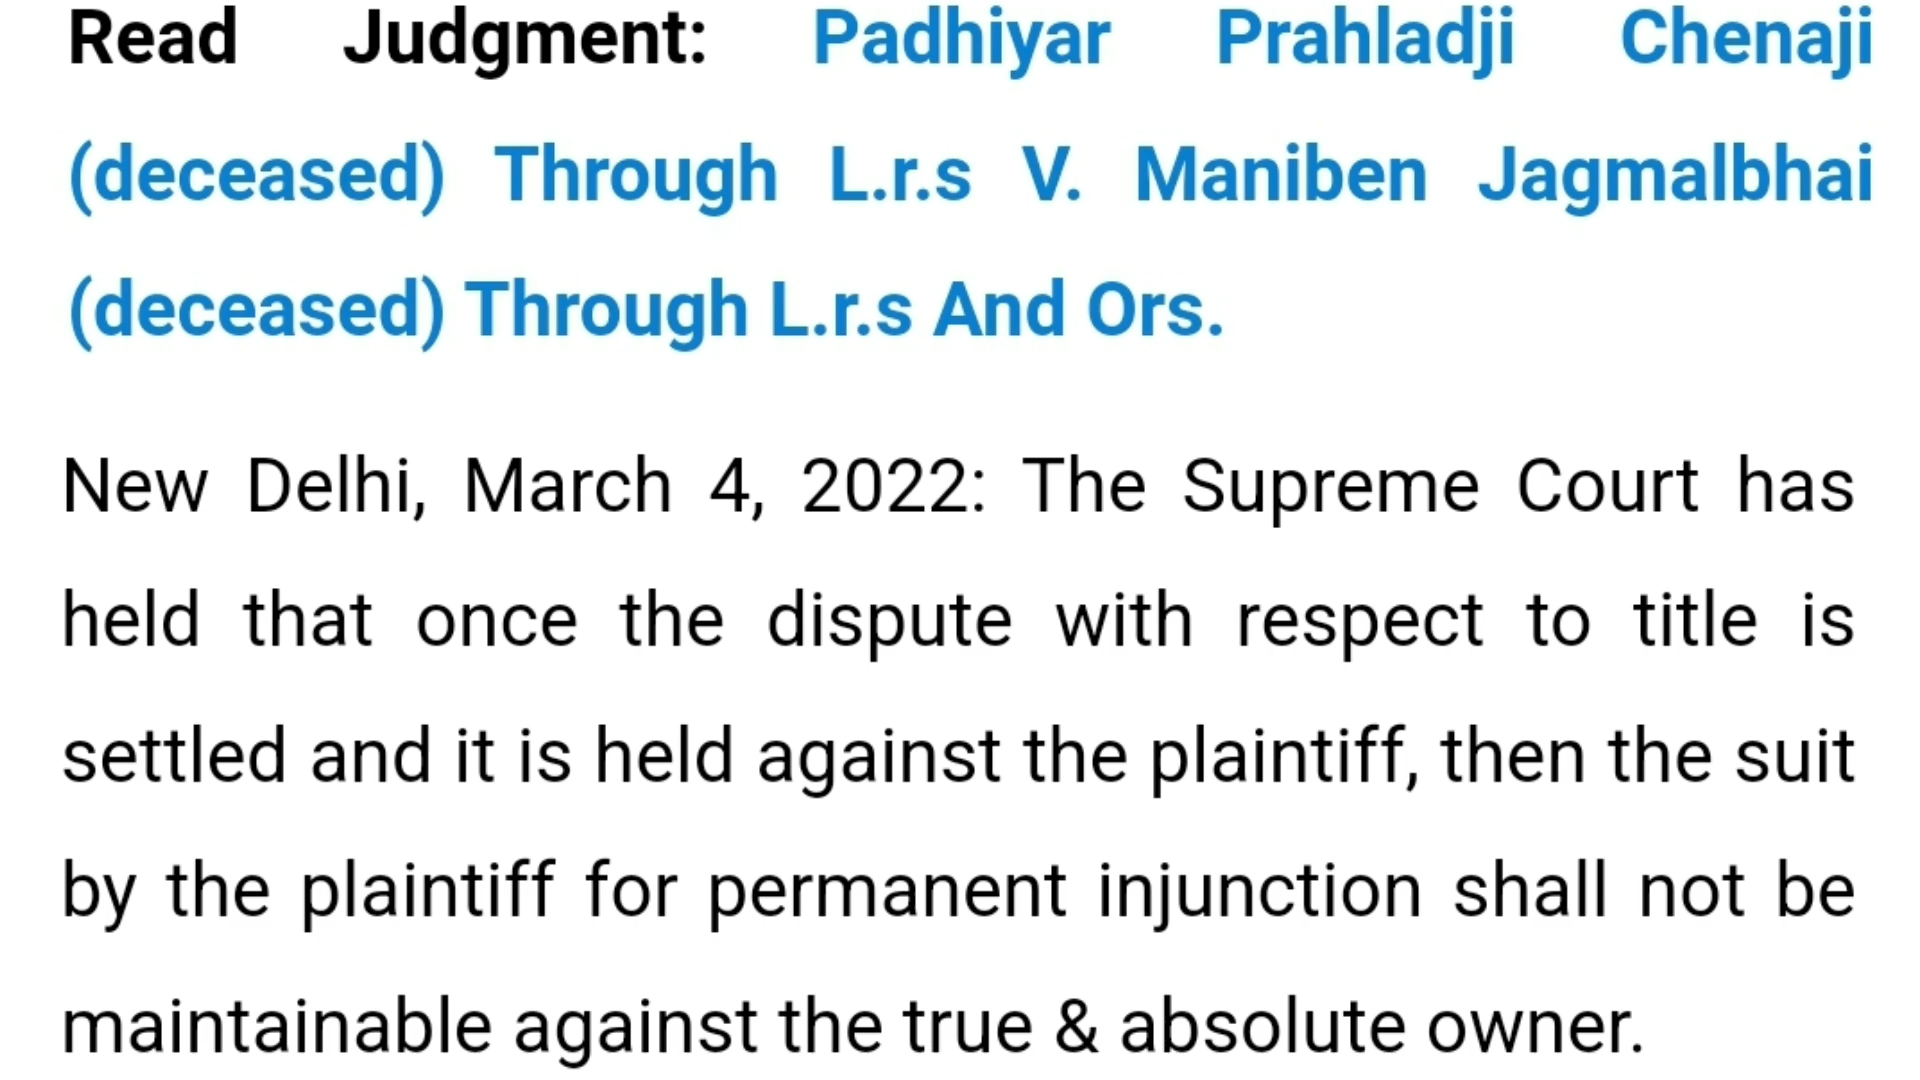 Read Judgment: Padhiyar Prahladji Chenaji
(deceased) Through L.r.s V. Maniben Jagmalbhai
(deceased) Through L.r.s And Ors.
New Delhi, March 4, 2022: The Supreme Court has
held that once the dispute with respect to title is
settled and it is held against the plaintiff, then the suit
by the plaintiff for permanent injunction shall not be
maintainable against the true & absolute owner.